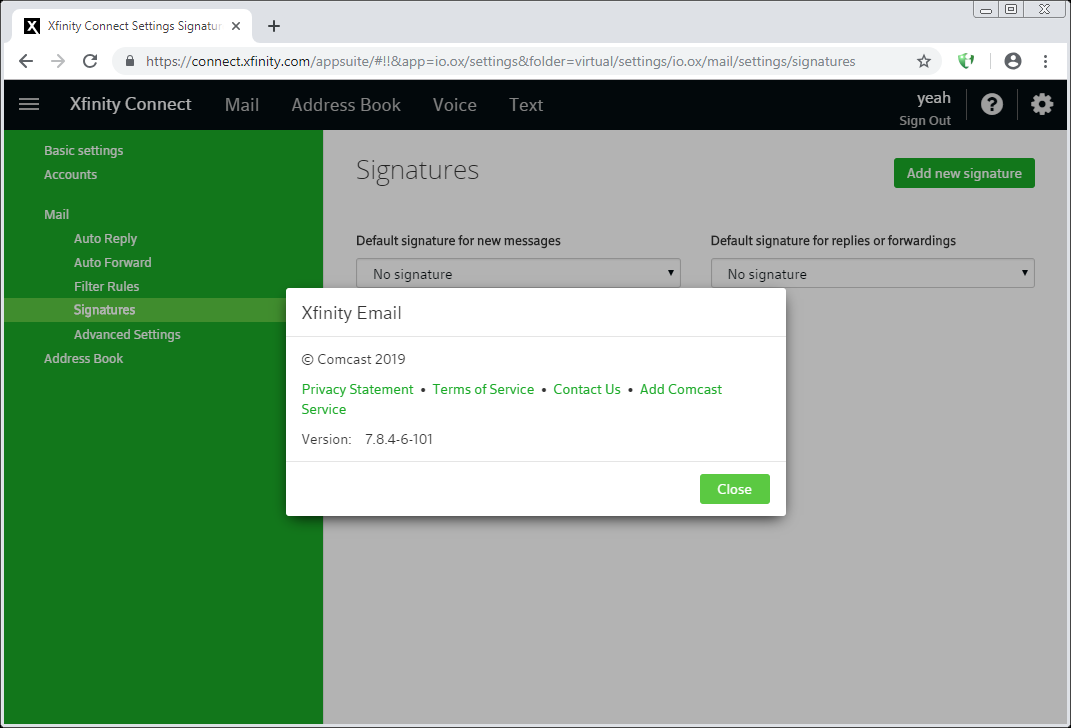 Xfinity Connect Settings Signatur
https://connect.xfinity.com/appsuite/#!!&app=io.ox/settings&folder=virtual/settings/io.ox/mail/settings/signatures
Xfinity Connect
Mail
Address Book
Voice
Text
yeah
Sign Out
Basic settings
Accounts
Mail
Auto Reply
Auto Forward
Filter Rules
Signatures
Advanced Settings
Address Book
Signatures
Add new signature
Default signature for new messages
Default signature for replies or forwardings
No signature
No signature
Xfinity Email
© Comcast 2019
Privacy Statement • Terms of Service • Contact Us • Add Comcast
Service
Version: 7.8.4-6-101
Close